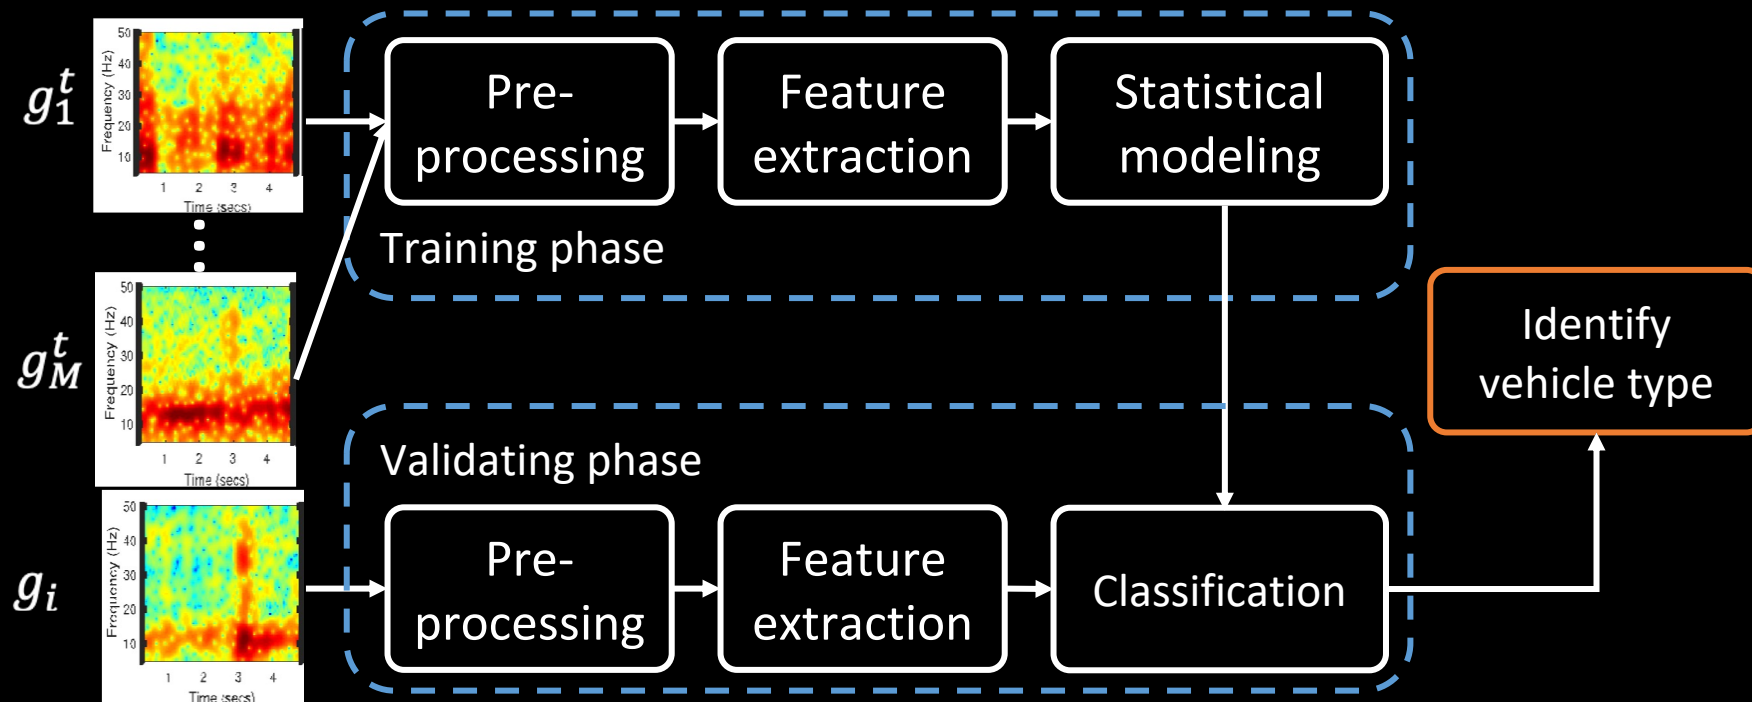 g_1^t
50
40
30
20
10
Frequency (Hz)
1 2 3 4
Time (secs)
Pre-
processing
Feature
extraction
Statistical
modeling
Training phase
g_M^t
50
40
30
20
10
Frequency (Hz)
1 2 3 4
Time (secs)
Identify
vehicle type
Validating phase
g_i
50
40
30
20
10
Frequency (Hz)
1 2 3 4
Time (secs)
Pre-
processing
Feature
extraction
Classification